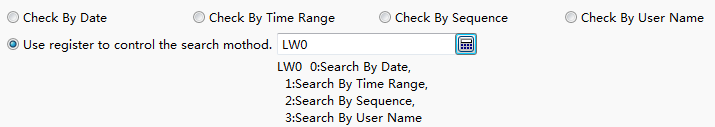 Check By Date Check By Time Range Check By Sequence Check By User Name
Use register to control the search mothod. LW0
LW0 0:Search By Date,
1:Search By Time Range,
2:Search By Sequence,
3:Search By User Name